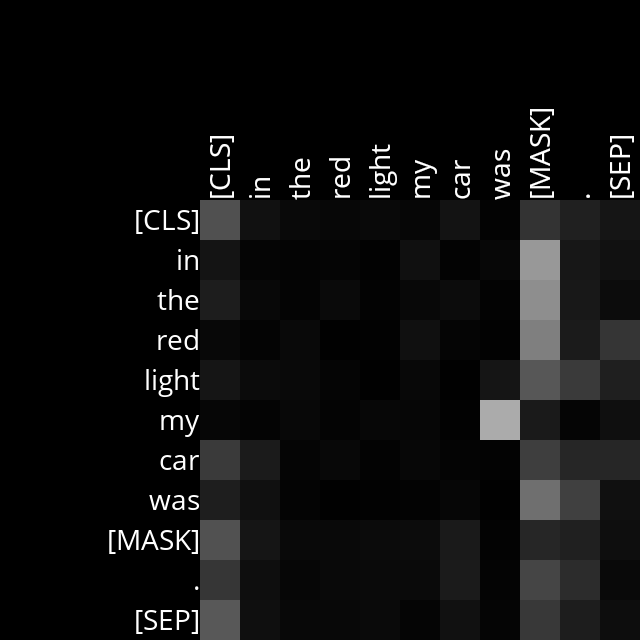 [CLS] in the red light my car was [MASK] . [SEP]
[CLS]
in
the
red
light
my
car
was
[MASK]
.
[SEP]